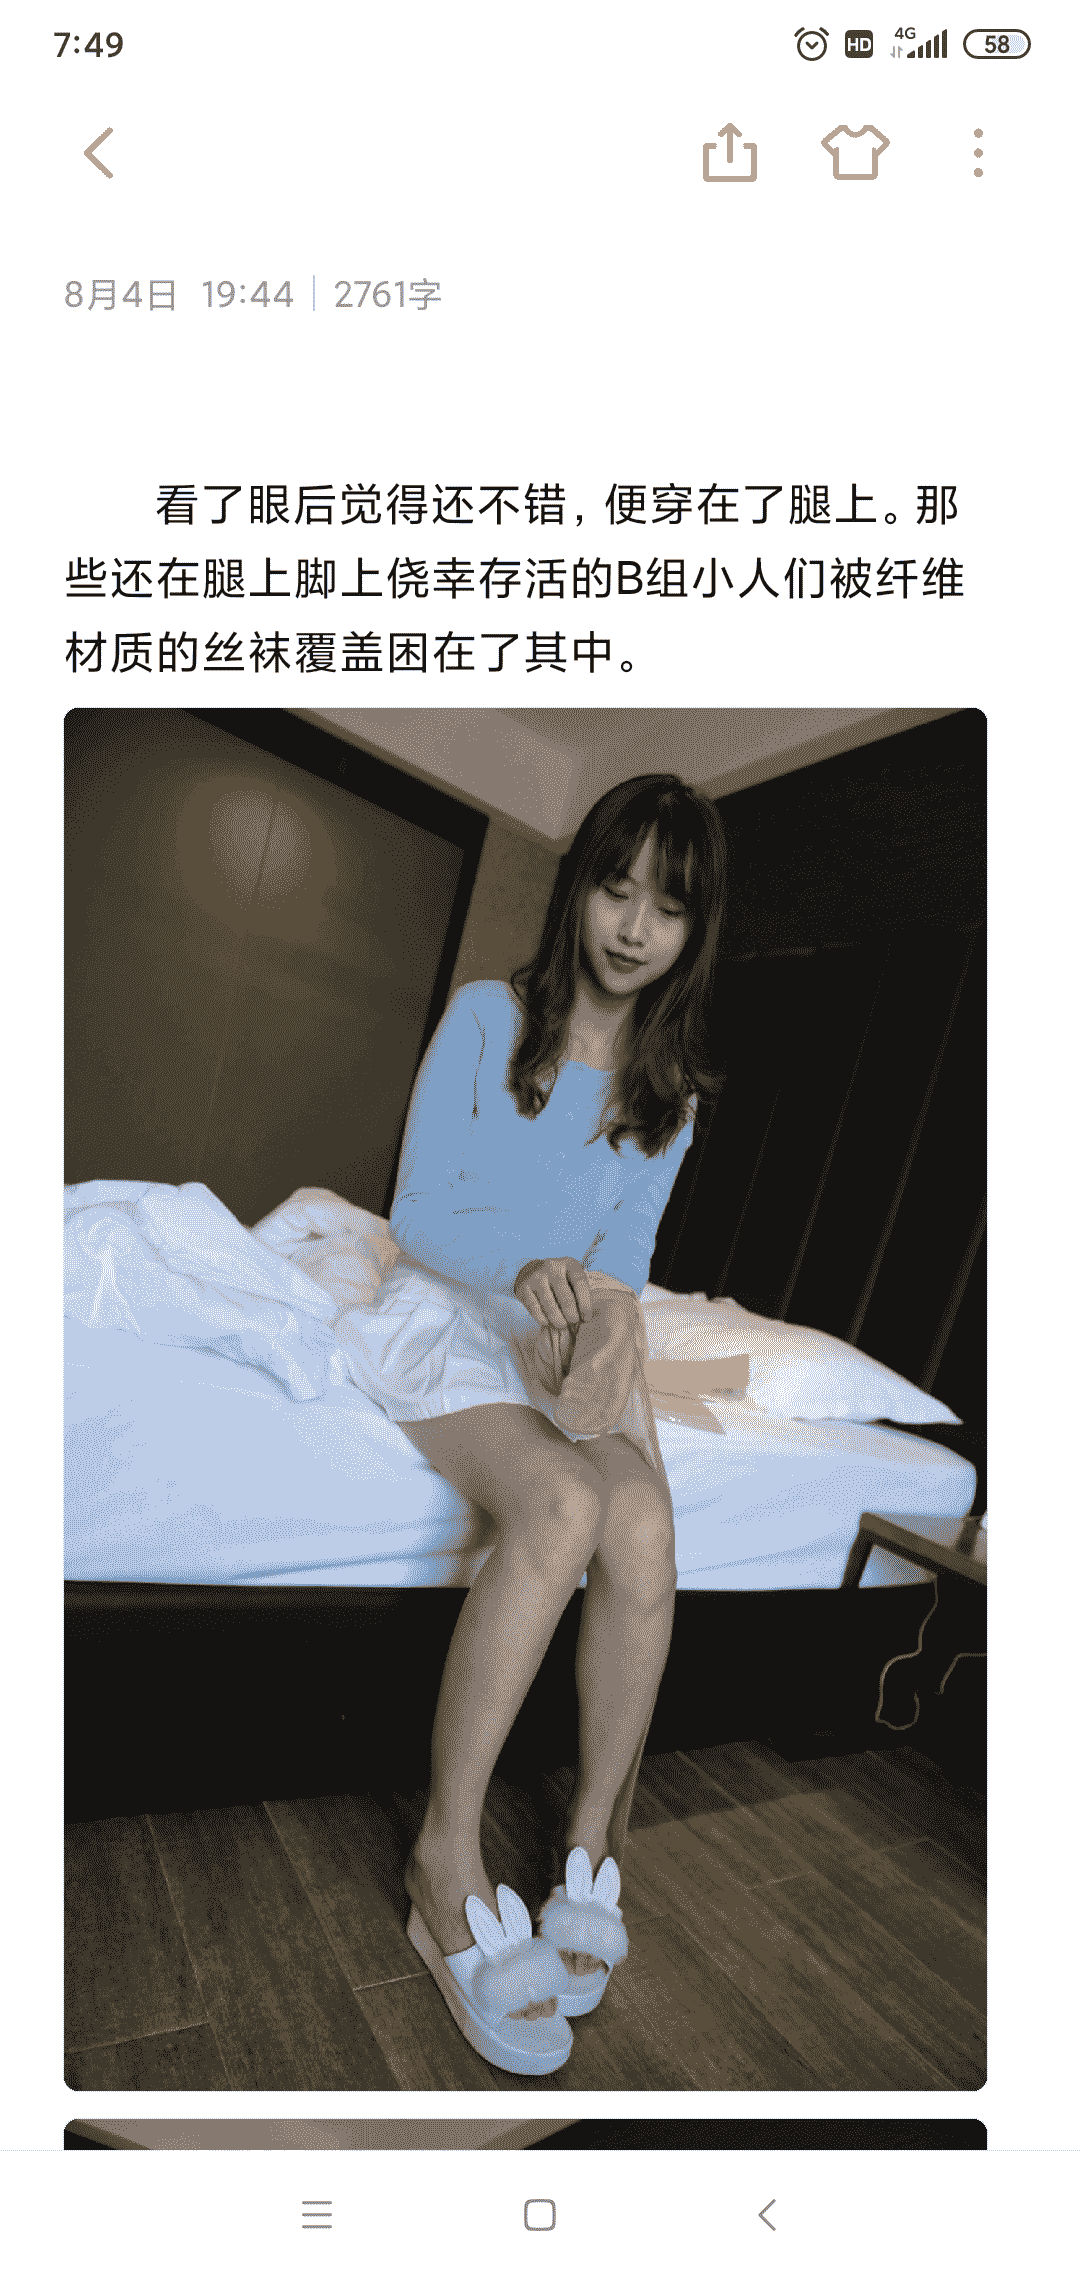 7:49
HD
4G
58
8月4日 19:44 | 2761字
看了眼后觉得还不错，便穿在了腿上。那
些还在腿上脚上侥幸存活的B组小人们被纤维
材质的丝袜覆盖困在了其中。